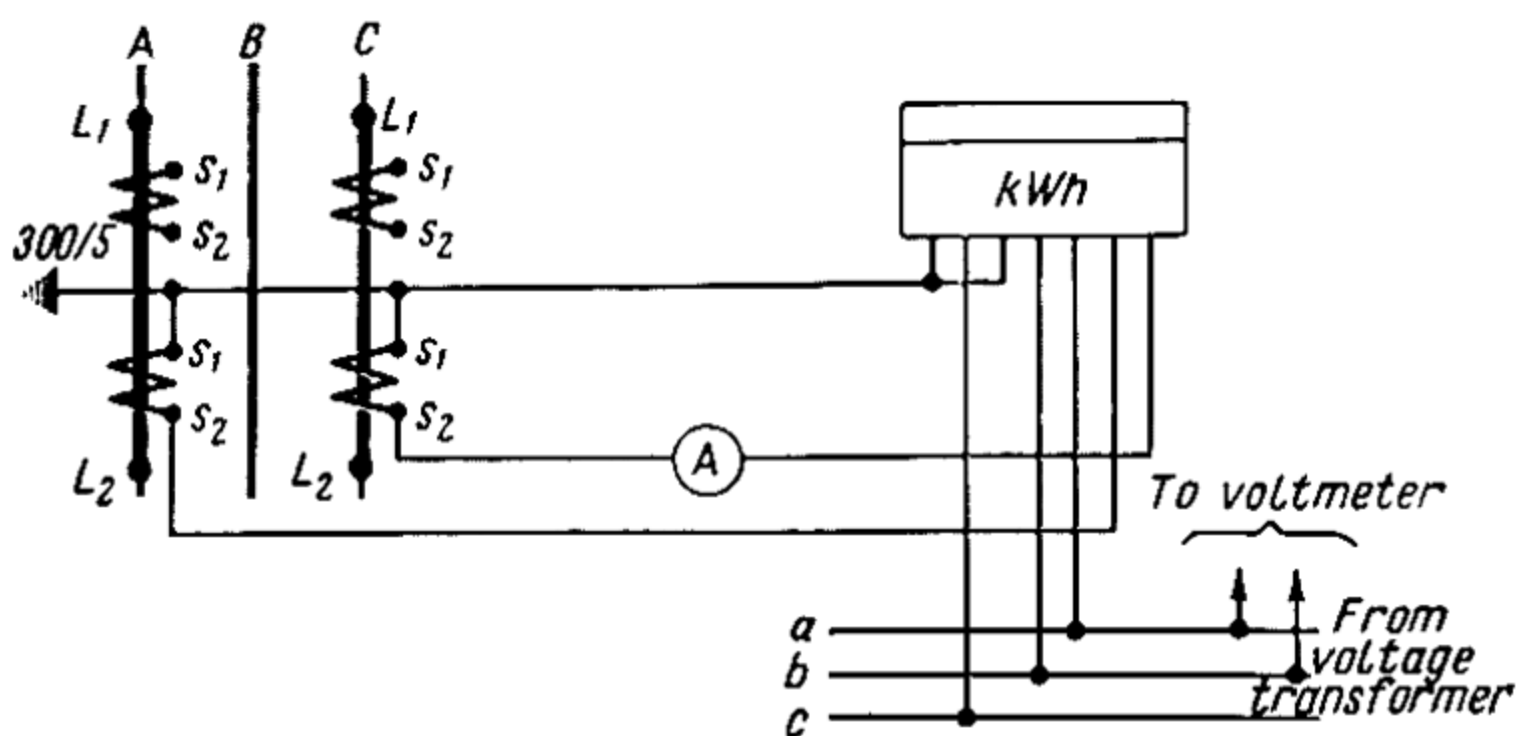 A B C
L1 L1
S1 S1
kWh
S2 S2
300/5
S1 S1
S2 S2
A
L2 L2
To voltmeter
a From
b voltage
transformer
c